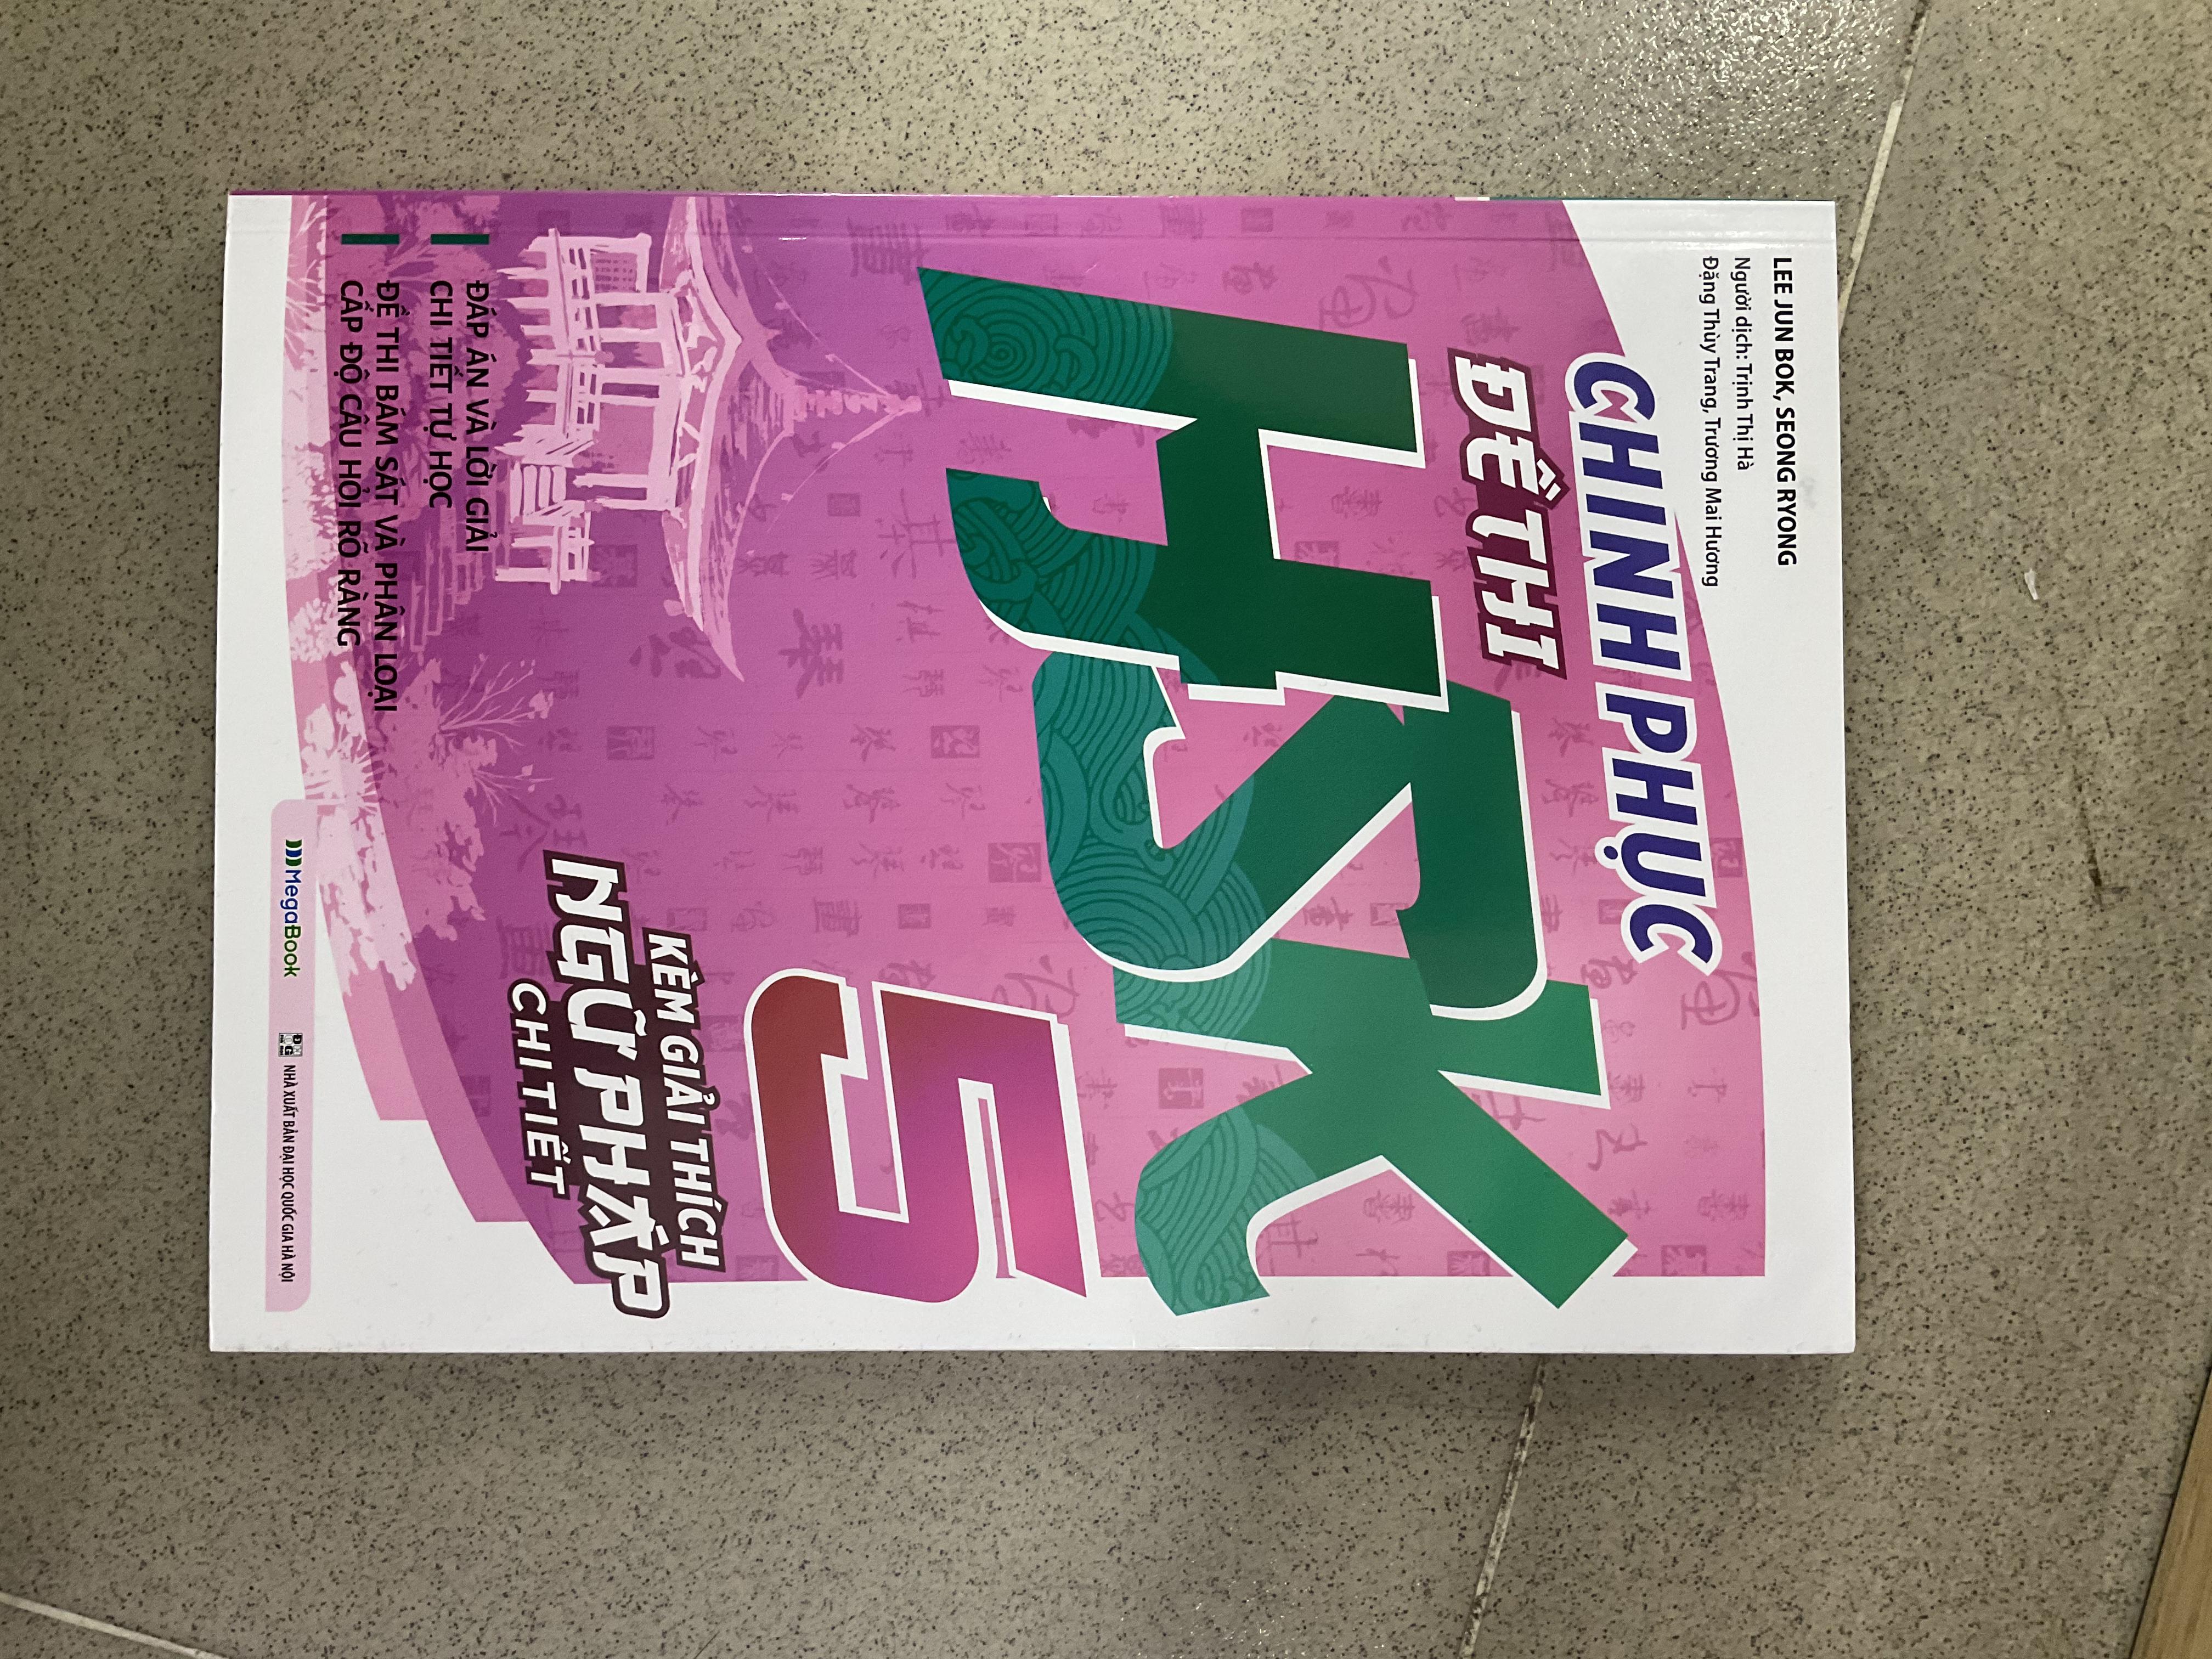 LEE JUN BOK, SEONG RYONG
Người dịch: Trịnh Thị Hà
Đặng Thùy Trang, Trương Mai Hương
CHINH PHỤC
ĐỀ THI
HSK
5
KÈM GIẢI THÍCH
NGỮ PHÁP
CHI TIẾT
ĐÁP ÁN VÀ LỜI GIẢI
CHI TIẾT TỰ HỌC
ĐỀ THI BÁM SÁT VÀ PHÂN LOẠI
CẤP ĐỘ CÂU HỎI RÕ RÀNG
MegaBook
NHÀ XUẤT BẢN ĐẠI HỌC QUỐC GIA HÀ NỘI